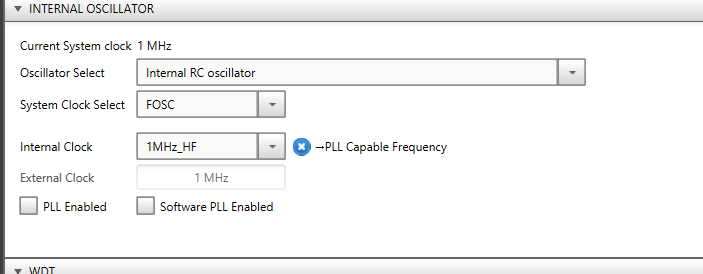 INTERNAL OSCILLATOR
Current System clock 1 MHz
Oscillator Select Internal RC oscillator
System Clock Select FOSC
Internal Clock 1MHz_HF →PLL Capable Frequency
External Clock 1 MHz
PLL Enabled Software PLL Enabled
WDT